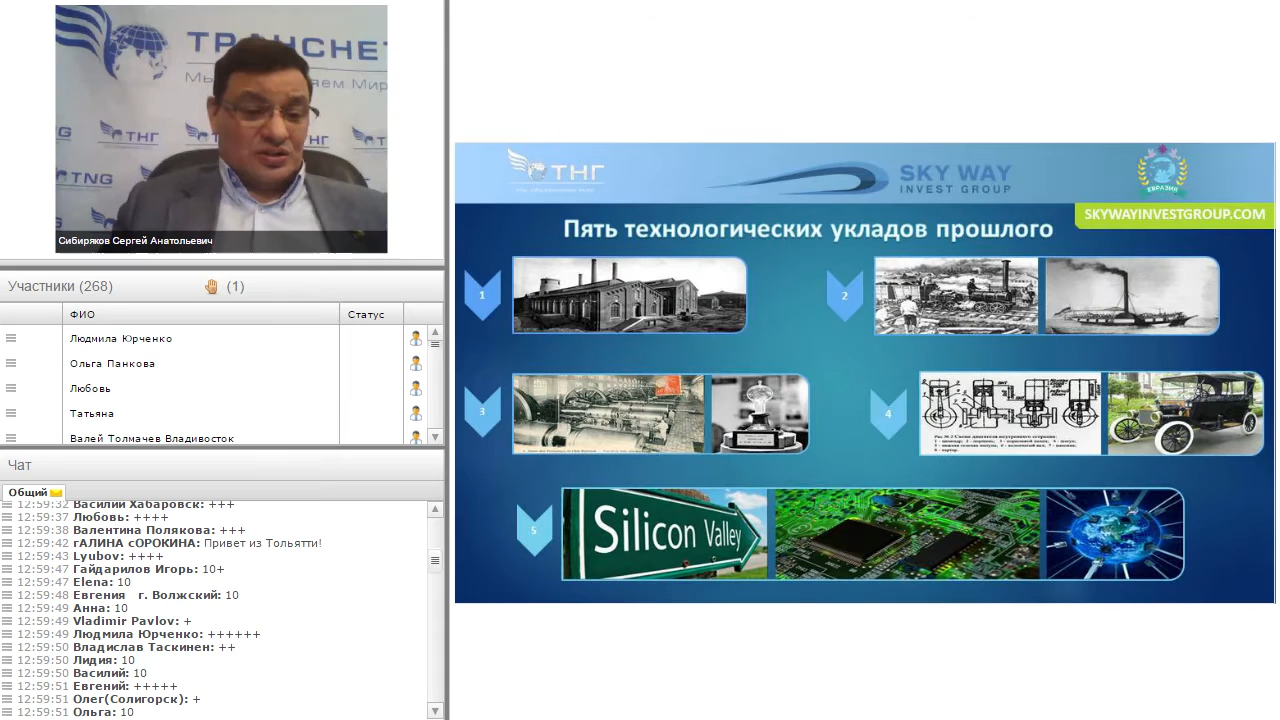 ТРАНСНЕТ
ТНГ
TNG
Сибиряков Сергей Анатольевич
Участники (268)
(1)
ФИО
Статус
Людмила Юрченко
Ольга Панкова
Любовь
Татьяна
Валей Толмачев Владивосток
Чат
Общий
12:59:32 Василий Хабаровск: +++
12:59:37 Любовь: ++++
12:59:38 Валентина Полякова: +++
12:59:42 гАЛИНА сОРОКИНА: Привет из Тольятти!
12:59:43 Lyubov: ++++
12:59:47 Гайдарилов Игорь: 10+
12:59:47 Elena: 10
12:59:48 Евгения г. Волжский: 10
12:59:49 Анна: 10
12:59:49 Vladimir Pavlov: +
12:59:49 Людмила Юрченко: ++++++
12:59:50 Владислав Таскинен: ++
12:59:50 Лидия: 10
12:59:50 Василий: 10
12:59:51 Евгений: +++++
12:59:51 Олег(Солигорск): +
12:59:51 Ольга: 10
ТНГ
SKY WAY
INVEST GROUP
ЕВРАЗИЯ
SKYWAYINVESTGROUP.COM
Пять технологических укладов прошлого
1
2
3
4
5
Silicon Valley